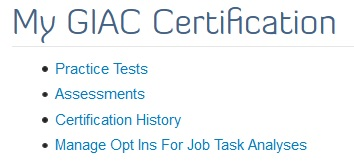 My GIAC Certification
Practice Tests
Assessments
Certification History
Manage Opt Ins For Job Task Analyses